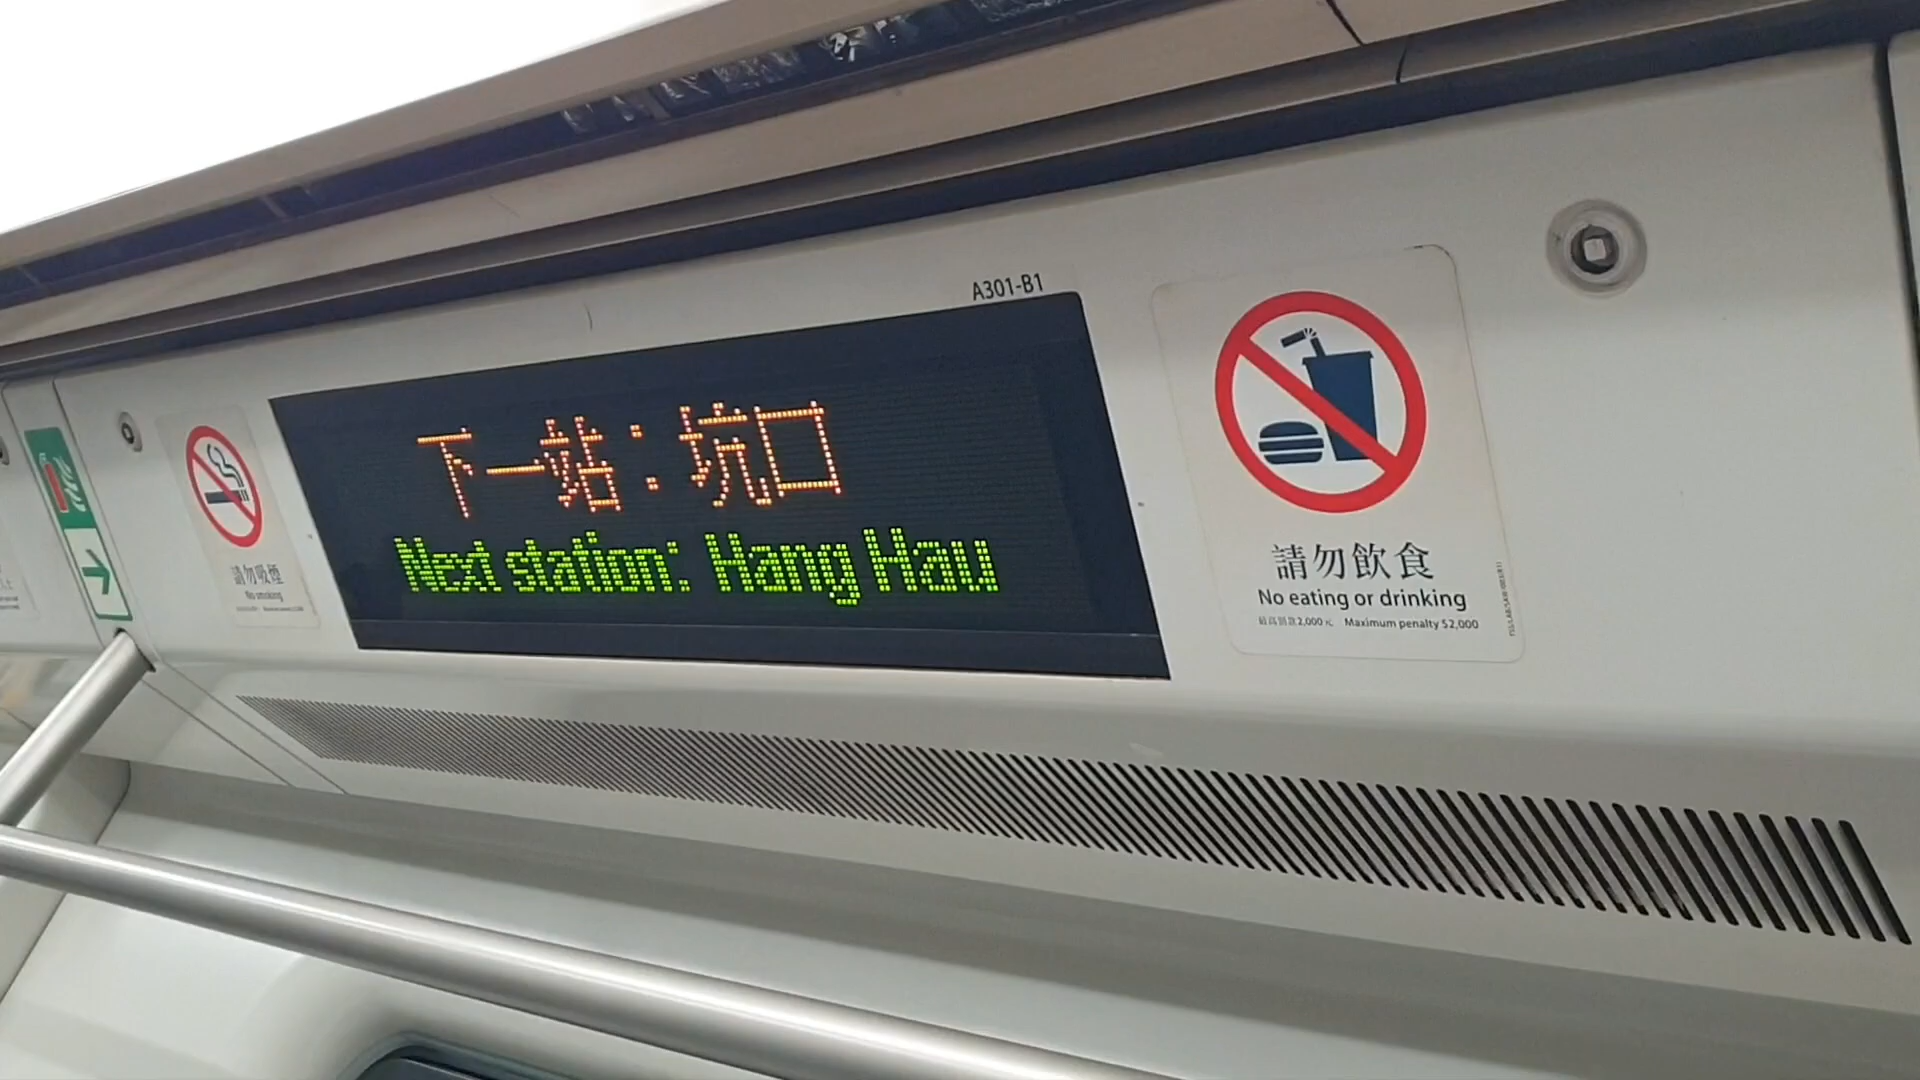 A301-B1
下一站：坑口
Next station: Hang Hau
請勿吸煙
No smoking
請勿飲食
No eating or drinking
最高罰款2,000元 Maximum penalty $2,000